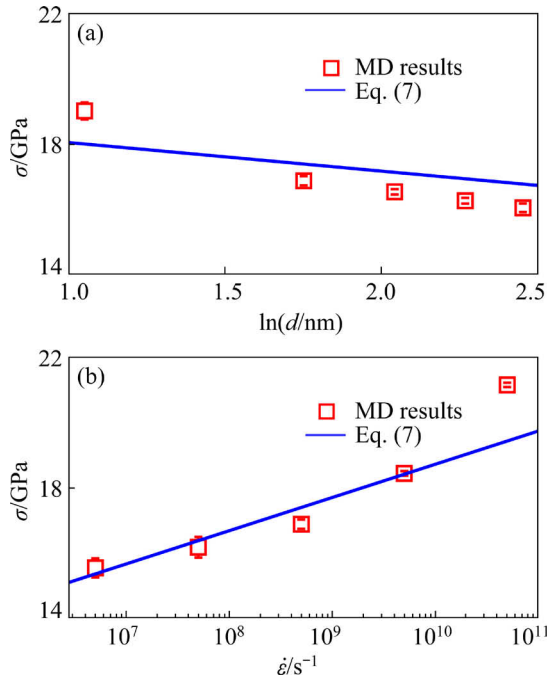 (a)
22
18
14
σ/GPa
MD results
Eq. (7)
1.0 1.5 2.0 2.5
ln(d/nm)
(b)
22
18
14
σ/GPa
MD results
Eq. (7)
10⁷ 10⁸ 10⁹ 10¹⁰ 10¹¹
ε̇/s⁻¹